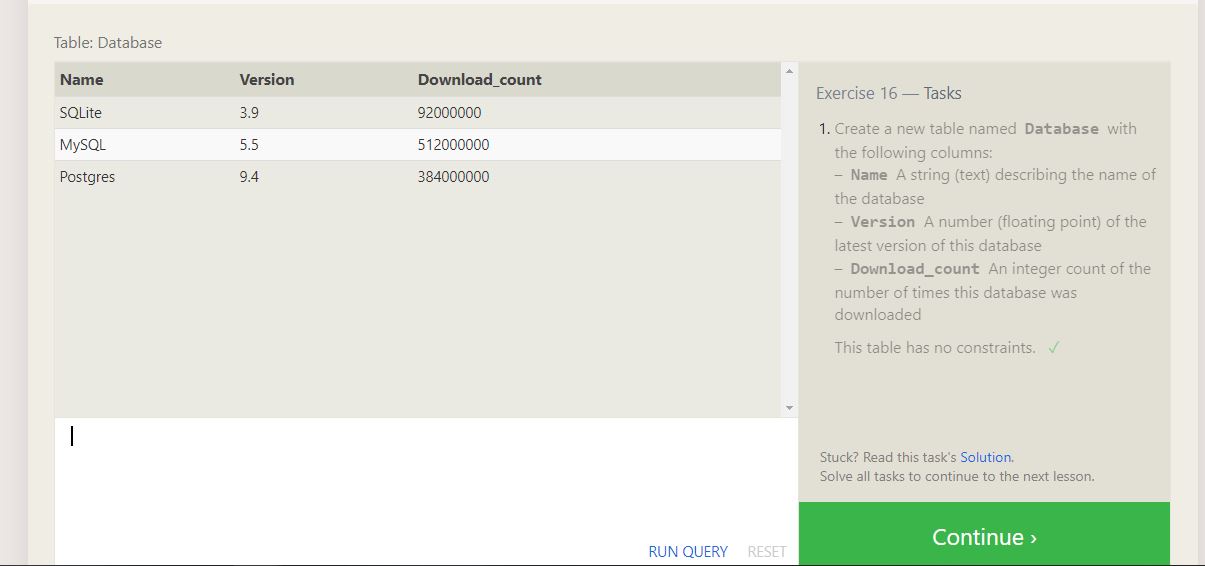 Table: Database
Name Version Download_count
SQLite 3.9 92000000
MySQL 5.5 512000000
Postgres 9.4 384000000
RUN QUERY RESET
Exercise 16 — Tasks
1. Create a new table named Database with
the following columns:
– Name A string (text) describing the name of
the database
– Version A number (floating point) of the
latest version of this database
– Download_count An integer count of the
number of times this database was
downloaded
This table has no constraints. ✓
Stuck? Read this task's Solution.
Solve all tasks to continue to the next lesson.
Continue ›